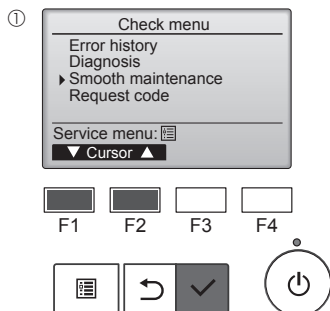 ①
Check menu
Error history
Diagnosis
Smooth maintenance
Request code
Service menu:
▼ Cursor ▲
F1 F2 F3 F4